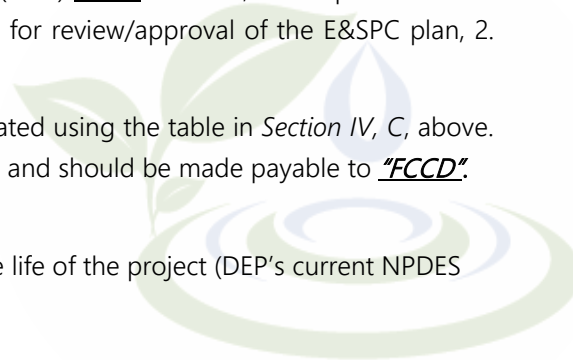 for review/approval of the E&SPC plan, 2.
ated using the table in Section IV, C, above.
and should be made payable to "FCCD".
e life of the project (DEP's current NPDES